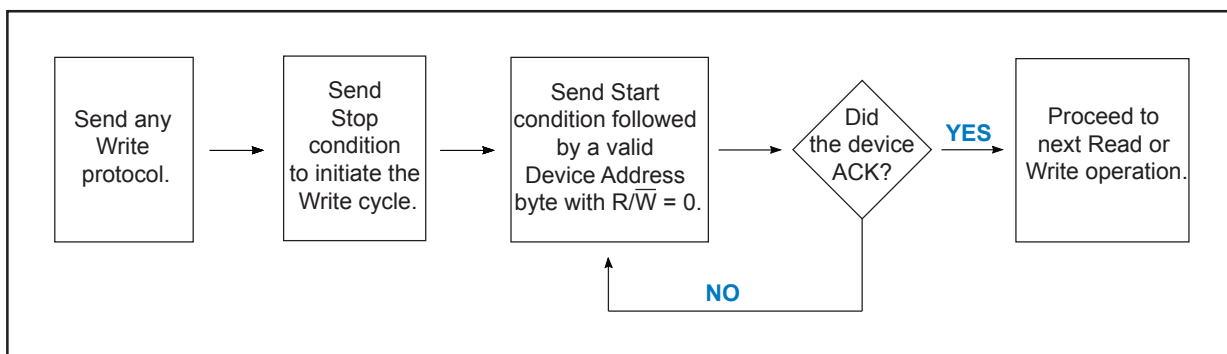 Send any
Write
protocol.
Send
Stop
condition
to initiate the
Write cycle.
Send Start
condition followed
by a valid
Device Address
byte with R/W̅ = 0.
Did
the device
ACK?
YES
NO
Proceed to
next Read or
Write operation.